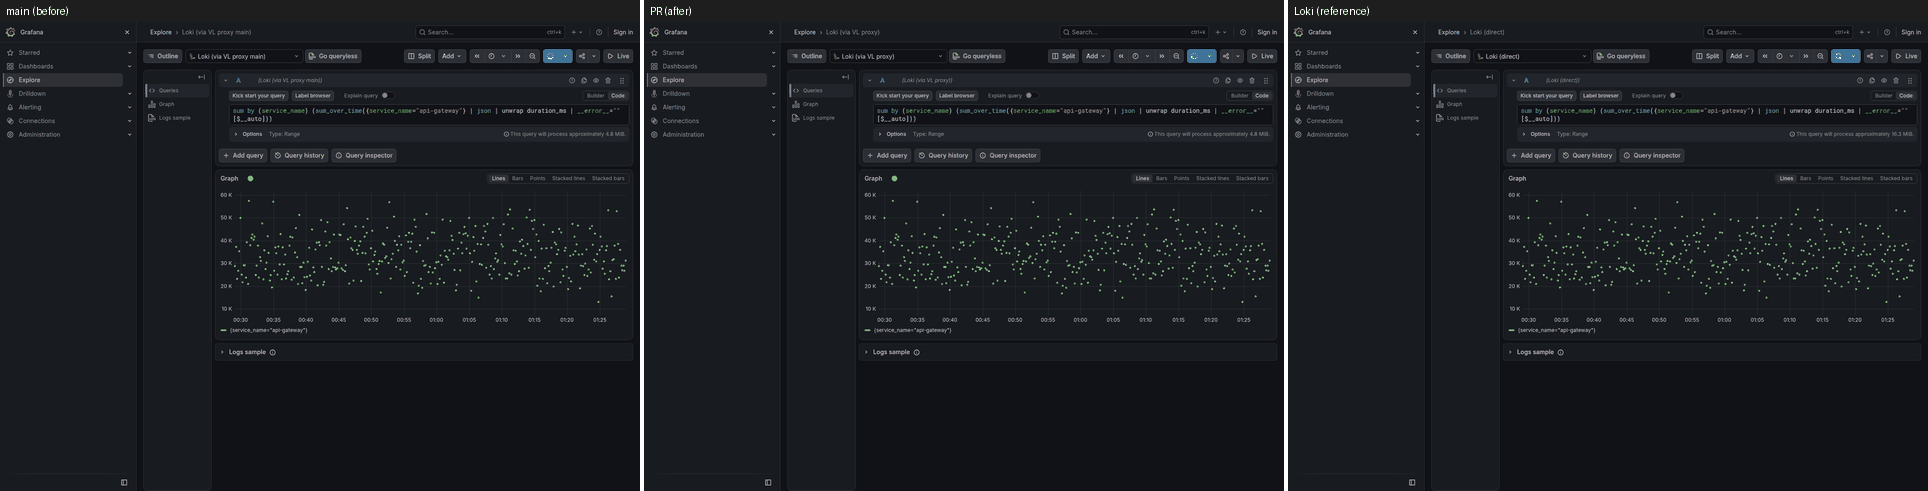 main (before)
Grafana
Explore › Loki (via VL proxy main)
Search...
ctrl+k
Sign in
Starred
Dashboards
Explore
Drilldown
Alerting
Connections
Administration
Outline
Loki (via VL proxy main)
Go queryless
Split
Add
Live
Queries
Graph
Logs sample
A
(Loki (via VL proxy main))
Kick start your query
Label browser
Explain query
Builder
Code
sum by (service_name) (sum_over_time({service_name="api-gateway"} | json | unwrap duration_ms | __error__=""
[$__auto]))
Options
Type: Range
This query will process approximately 4.8 MiB.
+ Add query
Query history
Query inspector
Graph
Lines
Bars
Points
Stacked lines
Stacked bars
60 K
50 K
40 K
30 K
20 K
10 K
00:30
00:35
00:40
00:45
00:50
00:55
01:00
01:05
01:10
01:15
01:20
01:25
{service_name="api-gateway"}
Logs sample
PR (after)
Grafana
Explore › Loki (via VL proxy)
Search...
ctrl+k
Sign in
Starred
Dashboards
Explore
Drilldown
Alerting
Connections
Administration
Outline
Loki (via VL proxy)
Go queryless
Split
Add
Live
Queries
Graph
Logs sample
A
(Loki (via VL proxy))
Kick start your query
Label browser
Explain query
Builder
Code
sum by (service_name) (sum_over_time({service_name="api-gateway"} | json | unwrap duration_ms | __error__=""
[$__auto]))
Options
Type: Range
This query will process approximately 4.8 MiB.
+ Add query
Query history
Query inspector
Graph
Lines
Bars
Points
Stacked lines
Stacked bars
60 K
50 K
40 K
30 K
20 K
10 K
00:30
00:35
00:40
00:45
00:50
00:55
01:00
01:05
01:10
01:15
01:20
01:25
{service_name="api-gateway"}
Logs sample
Loki (reference)
Grafana
Explore › Loki (direct)
Search...
ctrl+k
Sign in
Starred
Dashboards
Explore
Drilldown
Alerting
Connections
Administration
Outline
Loki (direct)
Go queryless
Split
Add
Live
Queries
Graph
Logs sample
A
(Loki (direct))
Kick start your query
Label browser
Explain query
Builder
Code
sum by (service_name) (sum_over_time({service_name="api-gateway"} | json | unwrap duration_ms | __error__=""
[$__auto]))
Options
Type: Range
This query will process approximately 16.3 MiB.
+ Add query
Query history
Query inspector
Graph
Lines
Bars
Points
Stacked lines
Stacked bars
60 K
50 K
40 K
30 K
20 K
10 K
00:30
00:35
00:40
00:45
00:50
00:55
01:00
01:05
01:10
01:15
01:20
01:25
{service_name="api-gateway"}
Logs sample